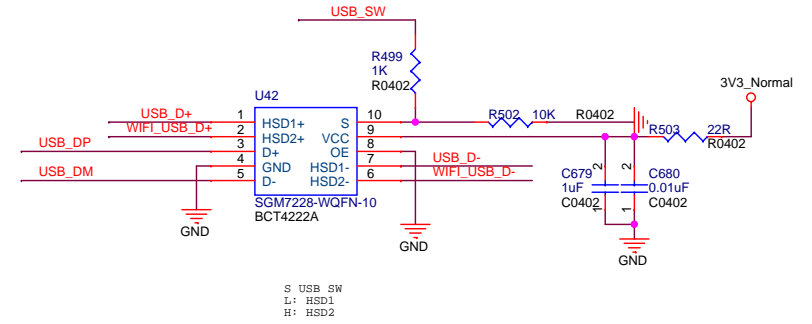 USB_SW
R499
1K
R0402
3V3_Normal
U42
USB_D+
1
HSD1+
S
10
R502
10K
R0402
WIFI_USB_D+
2
HSD2+
VCC
9
R503
22R
R0402
USB_DP
3
D+
OE
8
4
GND
HSD1-
7
USB_D-
USB_DM
5
D-
HSD2-
6
WIFI_USB_D-
SGM7228-WQFN-10
BCT4222A
C679
1uF
C0402
2
1
C680
0.01uF
C0402
2
1
GND
GND
GND
S USB SW
L: HSD1
H: HSD2